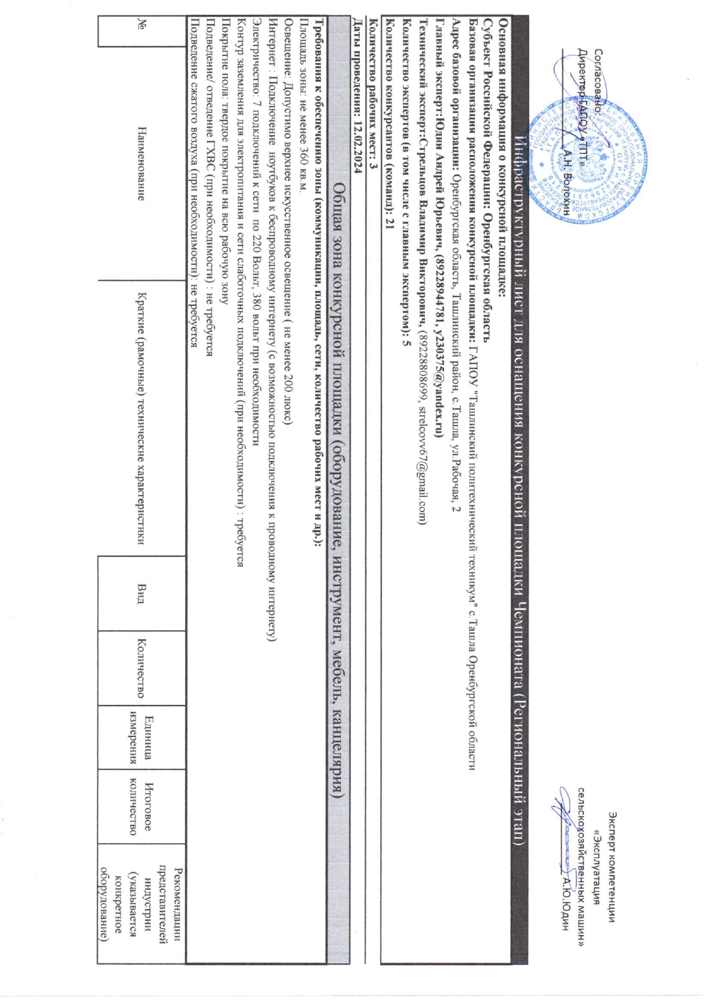 Согласовано:
Директор ГАПОУ «ТПТ»
А.Н. Волохин
Эксперт компетенции
«Эксплуатация
сельскохозяйственных машин»
А.Ю.Юдин
Инфраструктурный лист для оснащения конкурсной площадки Чемпионата (Региональный этап)
Основная информация о конкурсной площадке:
Субъект Российской Федерации: Оренбургская область
Базовая организация расположения конкурсной площадки: ГАПОУ "Ташлинский политехнический техникум" с.Ташла Оренбургской области
Адрес базовой организации: Оренбургская область, Ташлинский район, с.Ташла, ул.Рабочая, 2
Главный эксперт:Юдин Андрей Юрьевич, (89228944781, y230375@yandex.ru)
Технический эксперт:Стрельцов Владимир Викторович, (89228808699, strelcovv67@gmail.com)
Количество экспертов (в том числе с главным экспертом): 5
Количество конкурсантов (команд): 21
Количество рабочих мест: 3
Даты проведения: 12.02.2024
Общая зона конкурсной площадки (оборудование, инструмент, мебель, канцелярия)
Требования к обеспечению зоны (коммуникации, площадь, сети, количество рабочих мест и др.):
Площадь зоны: не менее 360 кв.м.
Освещение: Допустимо верхнее искусственное освещение ( не менее 200 люкс)
Интернет : Подключение ноутбуков к беспроводному интернету (с возможностью подключения к проводному интернету)
Электричество: 7 подключений к сети по 220 Вольт, 380 вольт при необходимости
Контур заземления для электропитания и сети слаботочных подключений (при необходимости) : требуется
Покрытие пола: твердое покрытие на всю рабочую зону
Подведение/ отведение ГХВС (при необходимости) : не требуется
Подведение сжатого воздуха (при необходимости): не требуется
№
Наименование
Краткие (рамочные) технические характеристики
Вид
Количество
Единица
измерения
Итоговое
количество
Рекомендации
представителей
индустрии
(указывается
конкретное
оборудование)